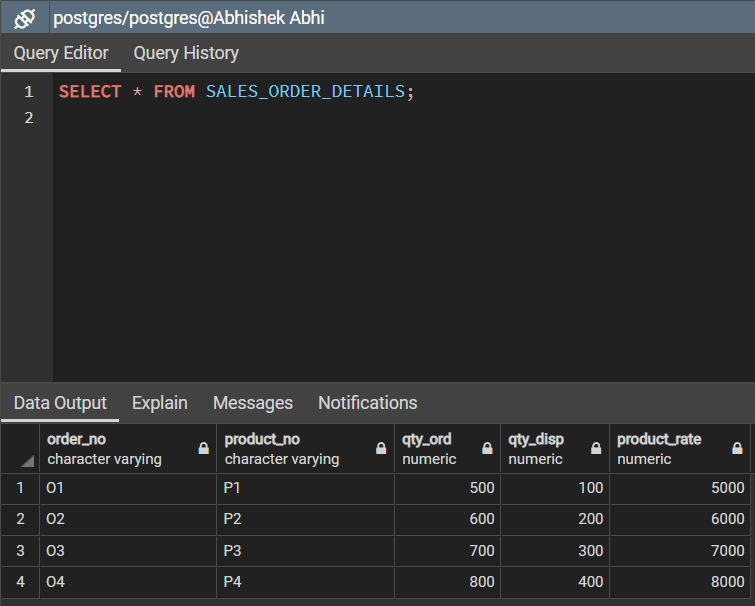 postgres/postgres@Abhishek Abhi
Query Editor Query History
1 SELECT * FROM SALES_ORDER_DETAILS;
2
Data Output Explain Messages Notifications
order_no product_no qty_ord qty_disp product_rate
character varying character varying numeric numeric numeric
1 O1 P1 500 100 5000
2 O2 P2 600 200 6000
3 O3 P3 700 300 7000
4 O4 P4 800 400 8000